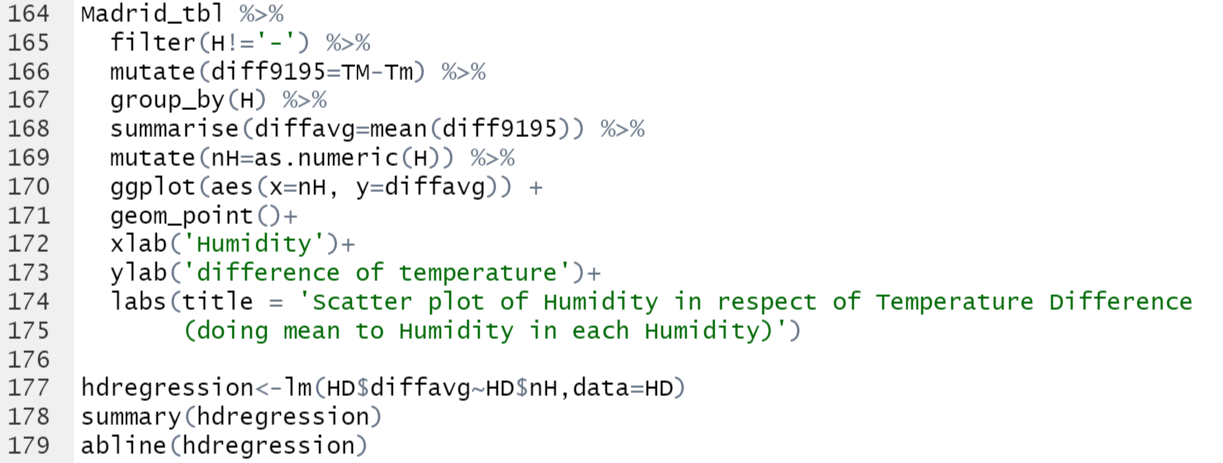 164 Madrid_tbl %>%
165   filter(H!='-') %>%
166   mutate(diff9195=TM-Tm) %>%
167   group_by(H) %>%
168   summarise(diffavg=mean(diff9195)) %>%
169   mutate(nH=as.numeric(H)) %>%
170   ggplot(aes(x=nH, y=diffavg)) +
171   geom_point()+
172   xlab('Humidity')+
173   ylab('difference of temperature')+
174   labs(title = 'Scatter plot of Humidity in respect of Temperature Difference
175        (doing mean to Humidity in each Humidity)')
176
177 hdregression<-lm(HD$diffavg~HD$nH,data=HD)
178 summary(hdregression)
179 abline(hdregression)